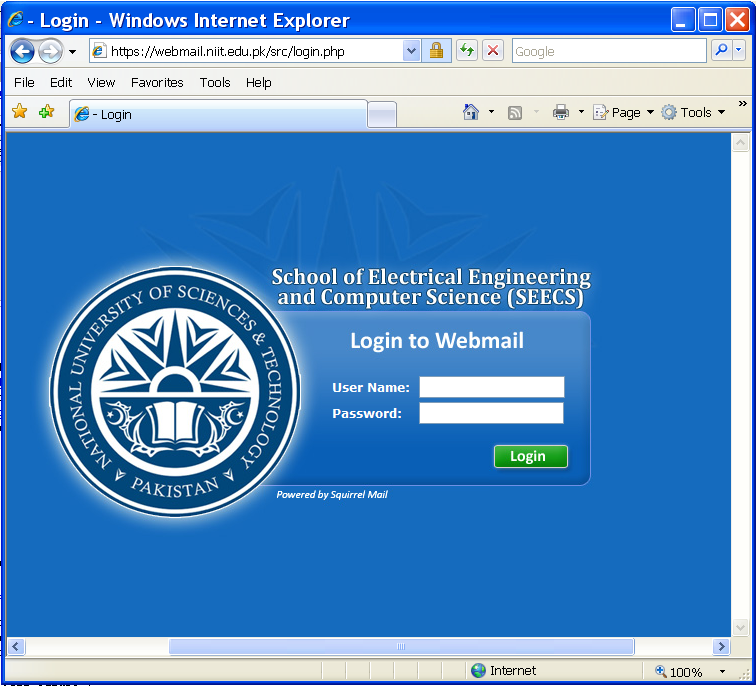 - Login - Windows Internet Explorer
https://webmail.niit.edu.pk/src/login.php
Google
File Edit View Favorites Tools Help
- Login
Page
Tools
»
School of Electrical Engineering
and Computer Science (SEECS)
NATIONAL UNIVERSITY OF SCIENCES & TECHNOLOGY
PAKISTAN
Login to Webmail
User Name:
Password:
Login
Powered by Squirrel Mail
Internet
100%